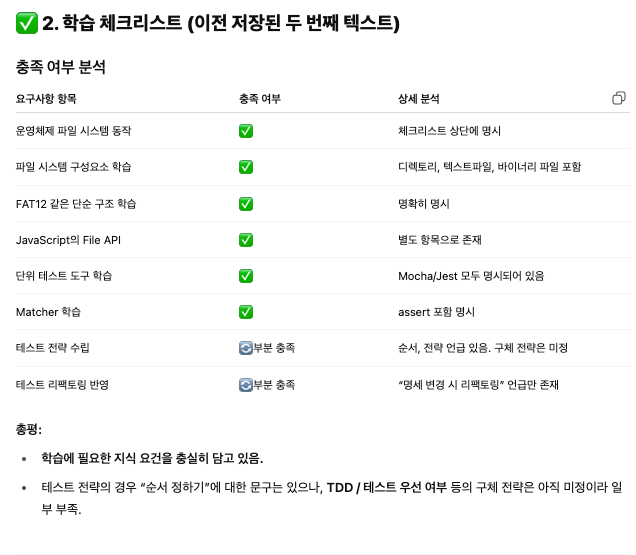 ✅ 2. 학습 체크리스트 (이전 저장된 두 번째 텍스트)
충족 여부 분석
요구사항 항목 충족 여부 상세 분석
운영체제 파일 시스템 동작 ✅ 체크리스트 상단에 명시
파일 시스템 구성요소 학습 ✅ 디렉토리, 텍스트파일, 바이너리 파일 포함
FAT12 같은 단순 구조 학습 ✅ 명확히 명시
JavaScript의 File API ✅ 별도 항목으로 존재
단위 테스트 도구 학습 ✅ Mocha/Jest 모두 명시되어 있음
Matcher 학습 ✅ assert 포함 명시
테스트 전략 수립 🔄부분 충족 순서, 전략 언급 있음. 구체 전략은 미정
테스트 리팩토링 반영 🔄부분 충족 “명세 변경 시 리팩토링” 언급만 존재
총평:
• 학습에 필요한 지식 요건을 충실히 담고 있음.
• 테스트 전략의 경우 “순서 정하기”에 대한 문구는 있으나, TDD / 테스트 우선 여부 등의 구체 전략은 아직 미정이라 일
부 부족.